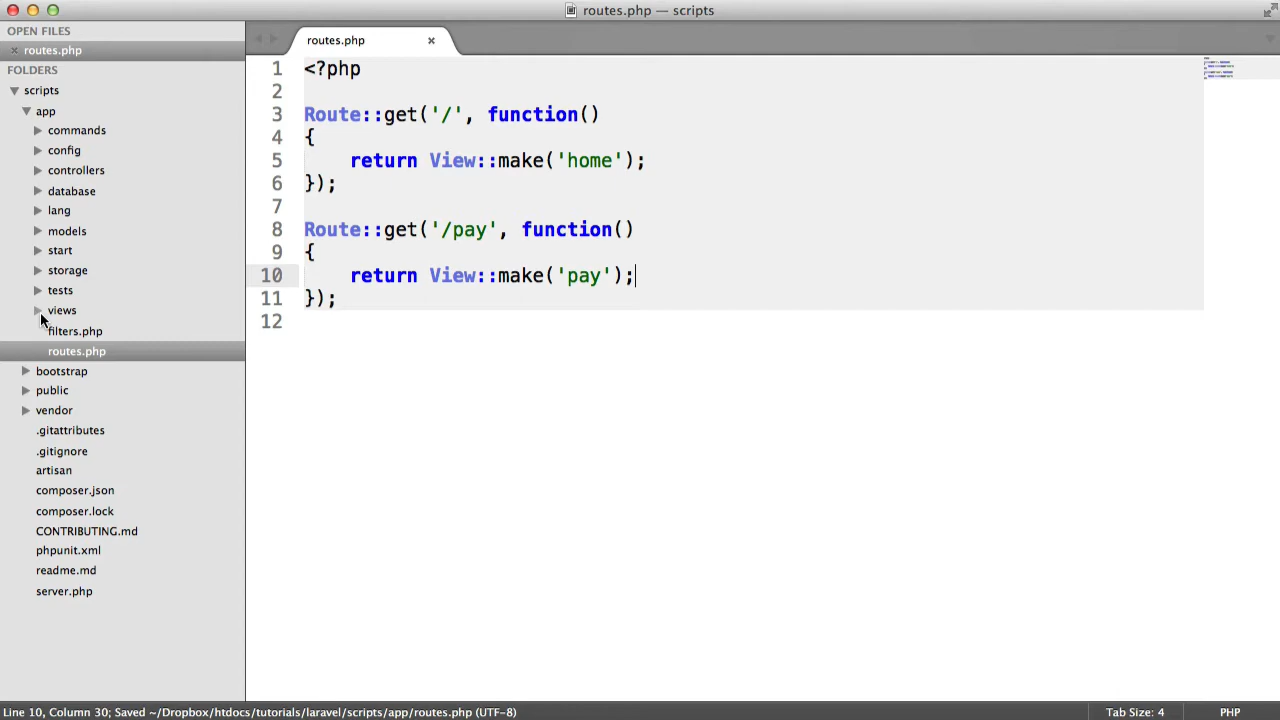 routes.php — scripts
OPEN FILES
routes.php
FOLDERS
scripts
app
commands
config
controllers
database
lang
models
start
storage
tests
views
filters.php
routes.php
bootstrap
public
vendor
.gitattributes
.gitignore
artisan
composer.json
composer.lock
CONTRIBUTING.md
phpunit.xml
readme.md
server.php
routes.php
1 <?php
2
3 Route::get('/', function()
4 {
5     return View::make('home');
6 });
7
8 Route::get('/pay', function()
9 {
10     return View::make('pay');
11 });
12
Line 10, Column 30; Saved ~/Dropbox/htdocs/tutorials/laravel/scripts/app/routes.php (UTF-8)
Tab Size: 4
PHP